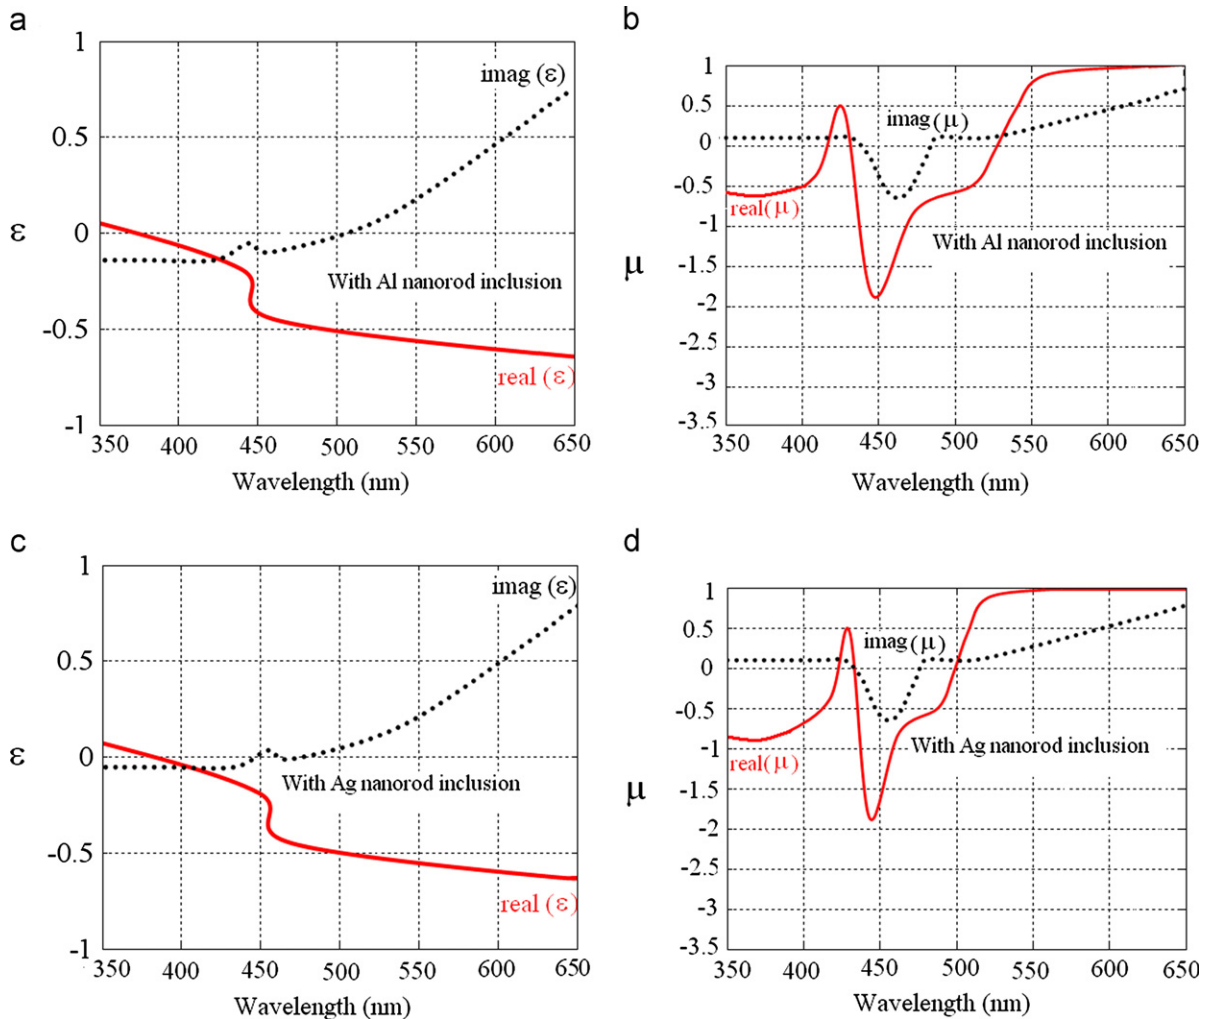 a
1
imag (ε)
0.5
ε
0
With Al nanorod inclusion
-0.5
real (ε)
-1
350 400 450 500 550 600 650
Wavelength (nm)
b
1
0.5
imag(μ)
0
-0.5
real(μ)
-1
With Al nanorod inclusion
μ
-1.5
-2
-2.5
-3
-3.5
350 400 450 500 550 600 650
Wavelength (nm)
c
1
imag (ε)
0.5
ε
0
With Ag nanorod inclusion
-0.5
real (ε)
-1
350 400 450 500 550 600 650
Wavelength (nm)
d
1
0.5
imag(μ)
0
-0.5
With Ag nanorod inclusion
-1
real(μ)
μ
-1.5
-2
-2.5
-3
-3.5
350 400 450 500 550 600 650
Wavelength (nm)